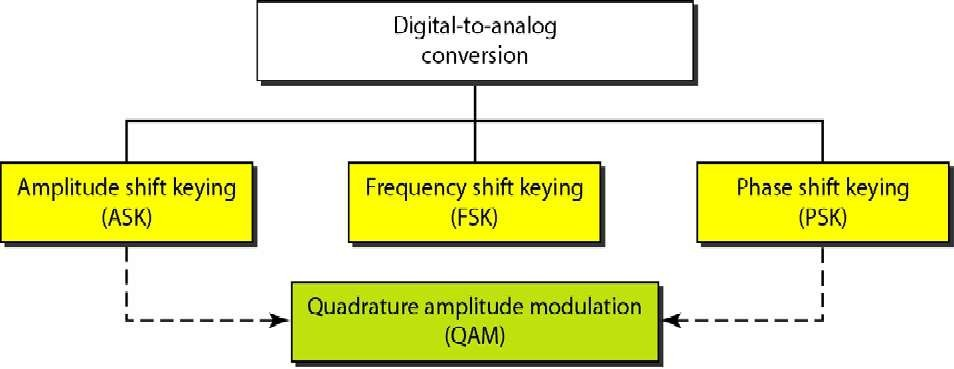 Digital-to-analog
conversion
Amplitude shift keying
(ASK)
Frequency shift keying
(FSK)
Phase shift keying
(PSK)
Quadrature amplitude modulation
(QAM)